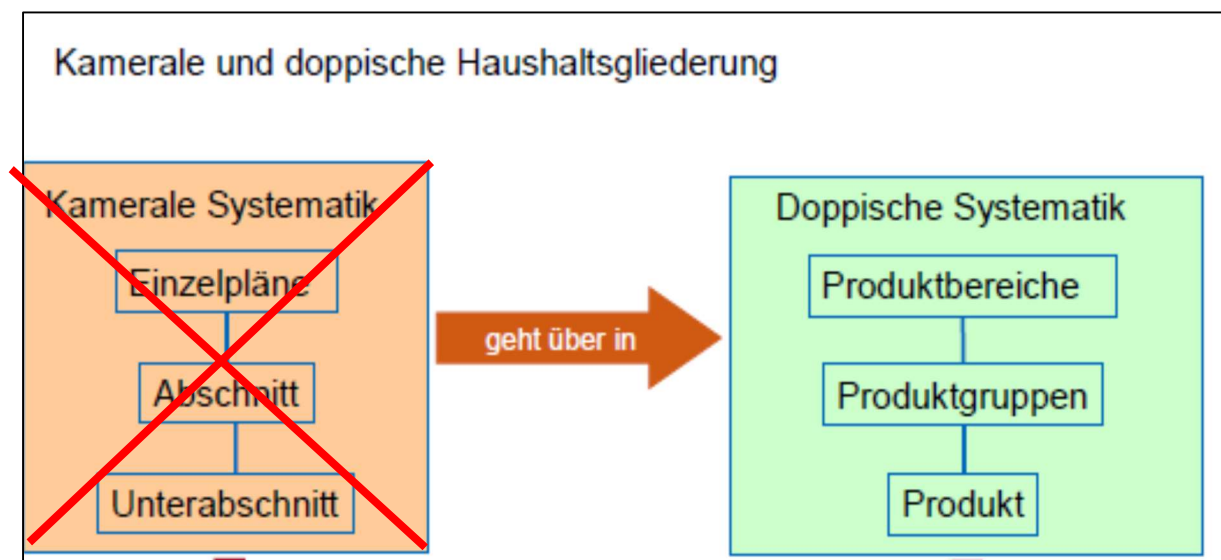 Kamerale und doppische Haushaltsgliederung
Kamerale Systematik
Einzelpläne
Abschnitt
Unterabschnitt
geht über in
Doppische Systematik
Produktbereiche
Produktgruppen
Produkt